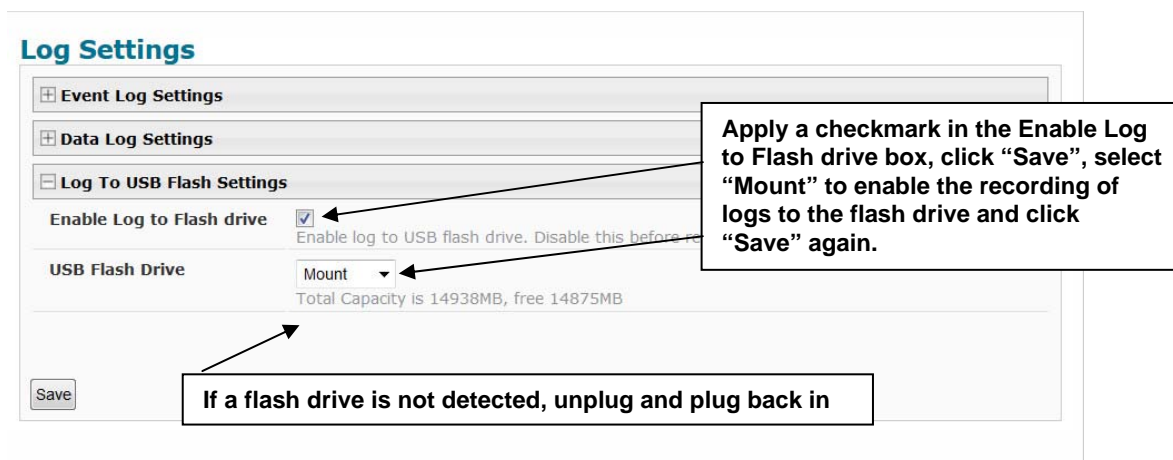 Log Settings
Event Log Settings
Data Log Settings
Log To USB Flash Settings
Apply a checkmark in the Enable Log
to Flash drive box, click “Save”, select
“Mount” to enable the recording of
logs to the flash drive and click
“Save” again.
Enable Log to Flash drive
Enable log to USB flash drive. Disable this before
USB Flash Drive
Mount
Total Capacity is 14938MB, free 14875MB
If a flash drive is not detected, unplug and plug back in
Save